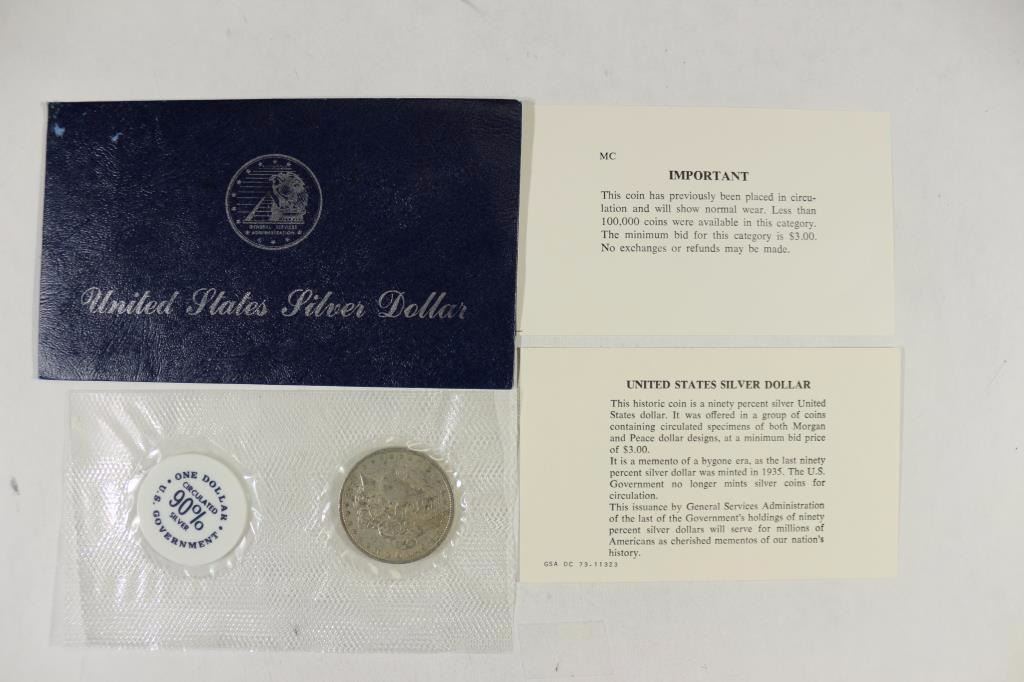 GENERAL SERVICES
ADMINISTRATION
United States Silver Dollar
MC
IMPORTANT
This coin has previously been placed in circu-
lation and will show normal wear. Less than
100,000 coins were available in this category.
The minimum bid for this category is $3.00.
No exchanges or refunds may be made.
UNITED STATES SILVER DOLLAR
This historic coin is a ninety percent silver United
States dollar. It was offered in a group of coins
containing circulated specimens of both Morgan
and Peace dollar designs, at a minimum bid price
of $3.00.
It is a memento of a bygone era, as the last ninety
percent silver dollar was minted in 1935. The U.S.
Government no longer mints silver coins for
circulation.
This issuance by General Services Administration
of the last of the Government's holdings of ninety
percent silver dollars will serve for millions of
Americans as cherished mementos of our nation's
history.
GSA DC 73-11323
ONE DOLLAR
CIRCULATED
90%
SILVER
U.S. GOVERNMENT